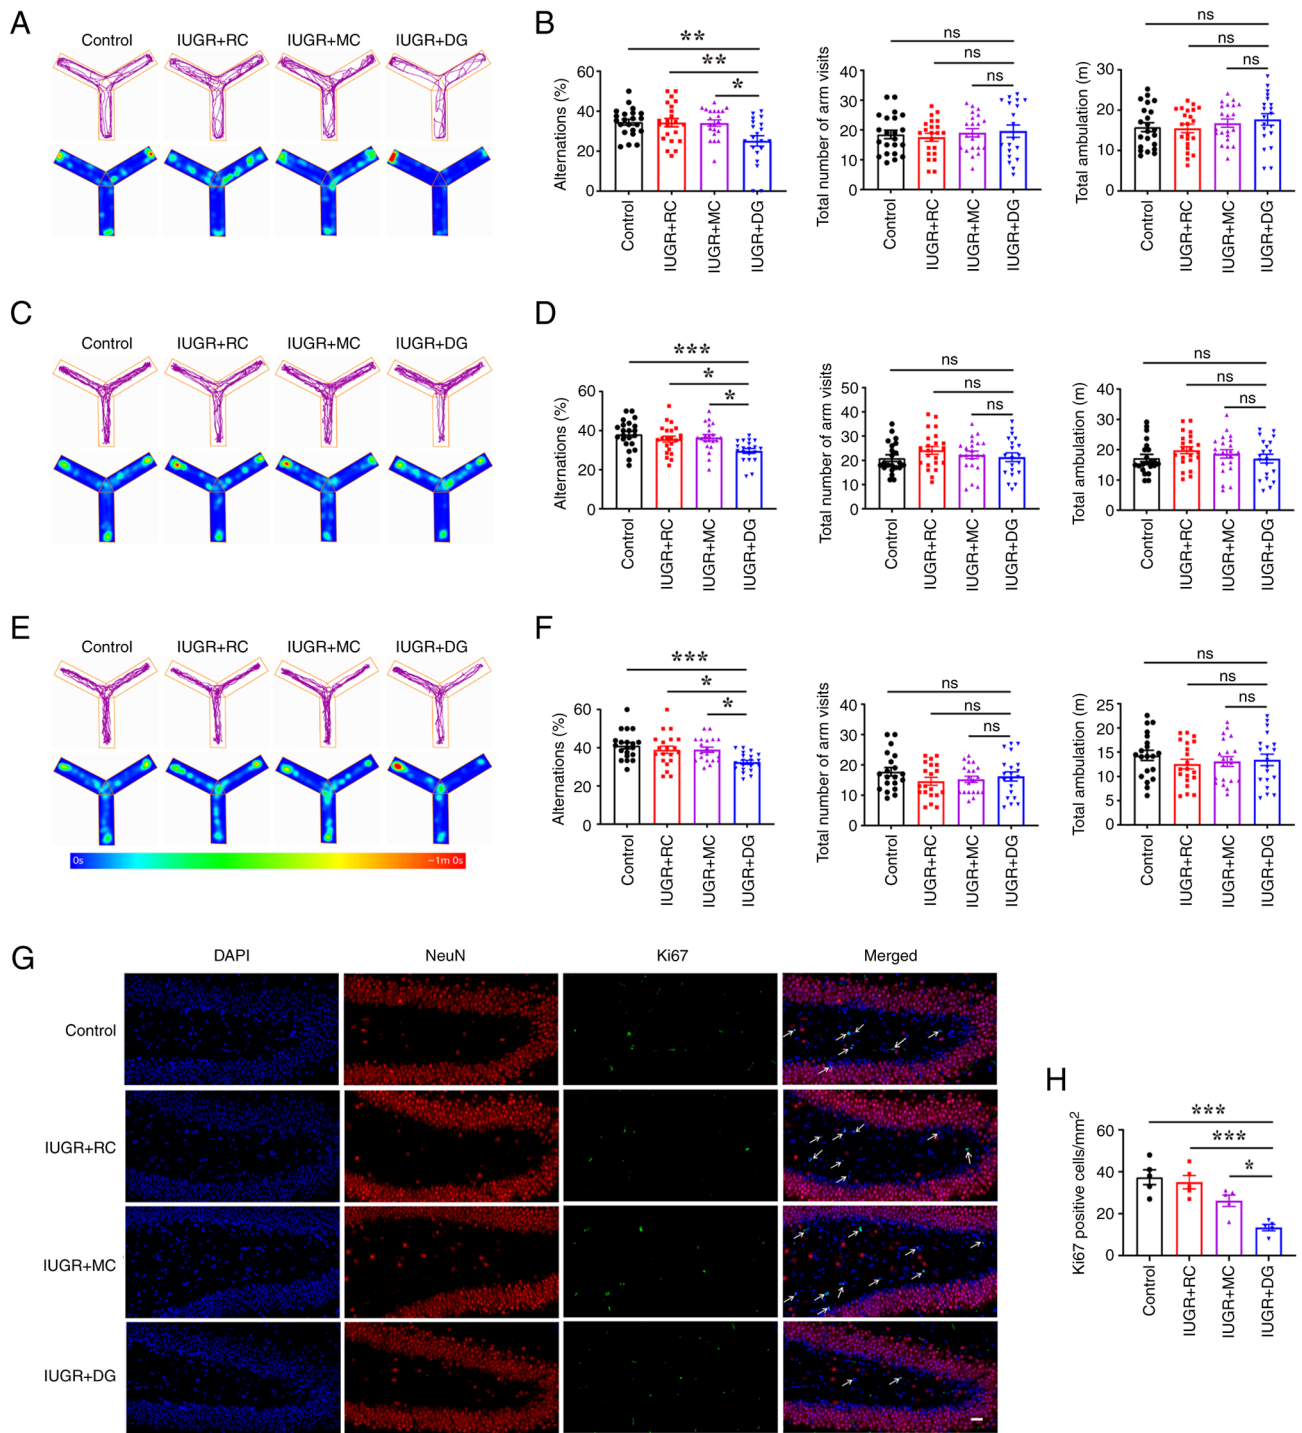 A
Control IUGR+RC IUGR+MC IUGR+DG
B
** ** *
Alternations (%)
60 40 20 0
Control IUGR+RC IUGR+MC IUGR+DG
ns ns ns
Total number of arm visits
40 30 20 10 0
Control IUGR+RC IUGR+MC IUGR+DG
ns ns ns
Total ambulation (m)
30 20 10 0
Control IUGR+RC IUGR+MC IUGR+DG
C
Control IUGR+RC IUGR+MC IUGR+DG
D
*** * *
Alternations (%)
60 40 20 0
Control IUGR+RC IUGR+MC IUGR+DG
ns ns ns
Total number of arm visits
50 40 30 20 10 0
Control IUGR+RC IUGR+MC IUGR+DG
ns ns ns
Total ambulation (m)
40 30 20 10 0
Control IUGR+RC IUGR+MC IUGR+DG
E
Control IUGR+RC IUGR+MC IUGR+DG
0s ~1m 0s
F
*** * *
Alternations (%)
60 40 20 0
Control IUGR+RC IUGR+MC IUGR+DG
ns ns ns
Total number of arm visits
40 30 20 10 0
Control IUGR+RC IUGR+MC IUGR+DG
ns ns ns
Total ambulation (m)
25 20 15 10 5 0
Control IUGR+RC IUGR+MC IUGR+DG
G
DAPI NeuN Ki67 Merged
Control
IUGR+RC
IUGR+MC
IUGR+DG
H
*** *** *
Ki67 positive cells/mm²
60 40 20 0
Control IUGR+RC IUGR+MC IUGR+DG